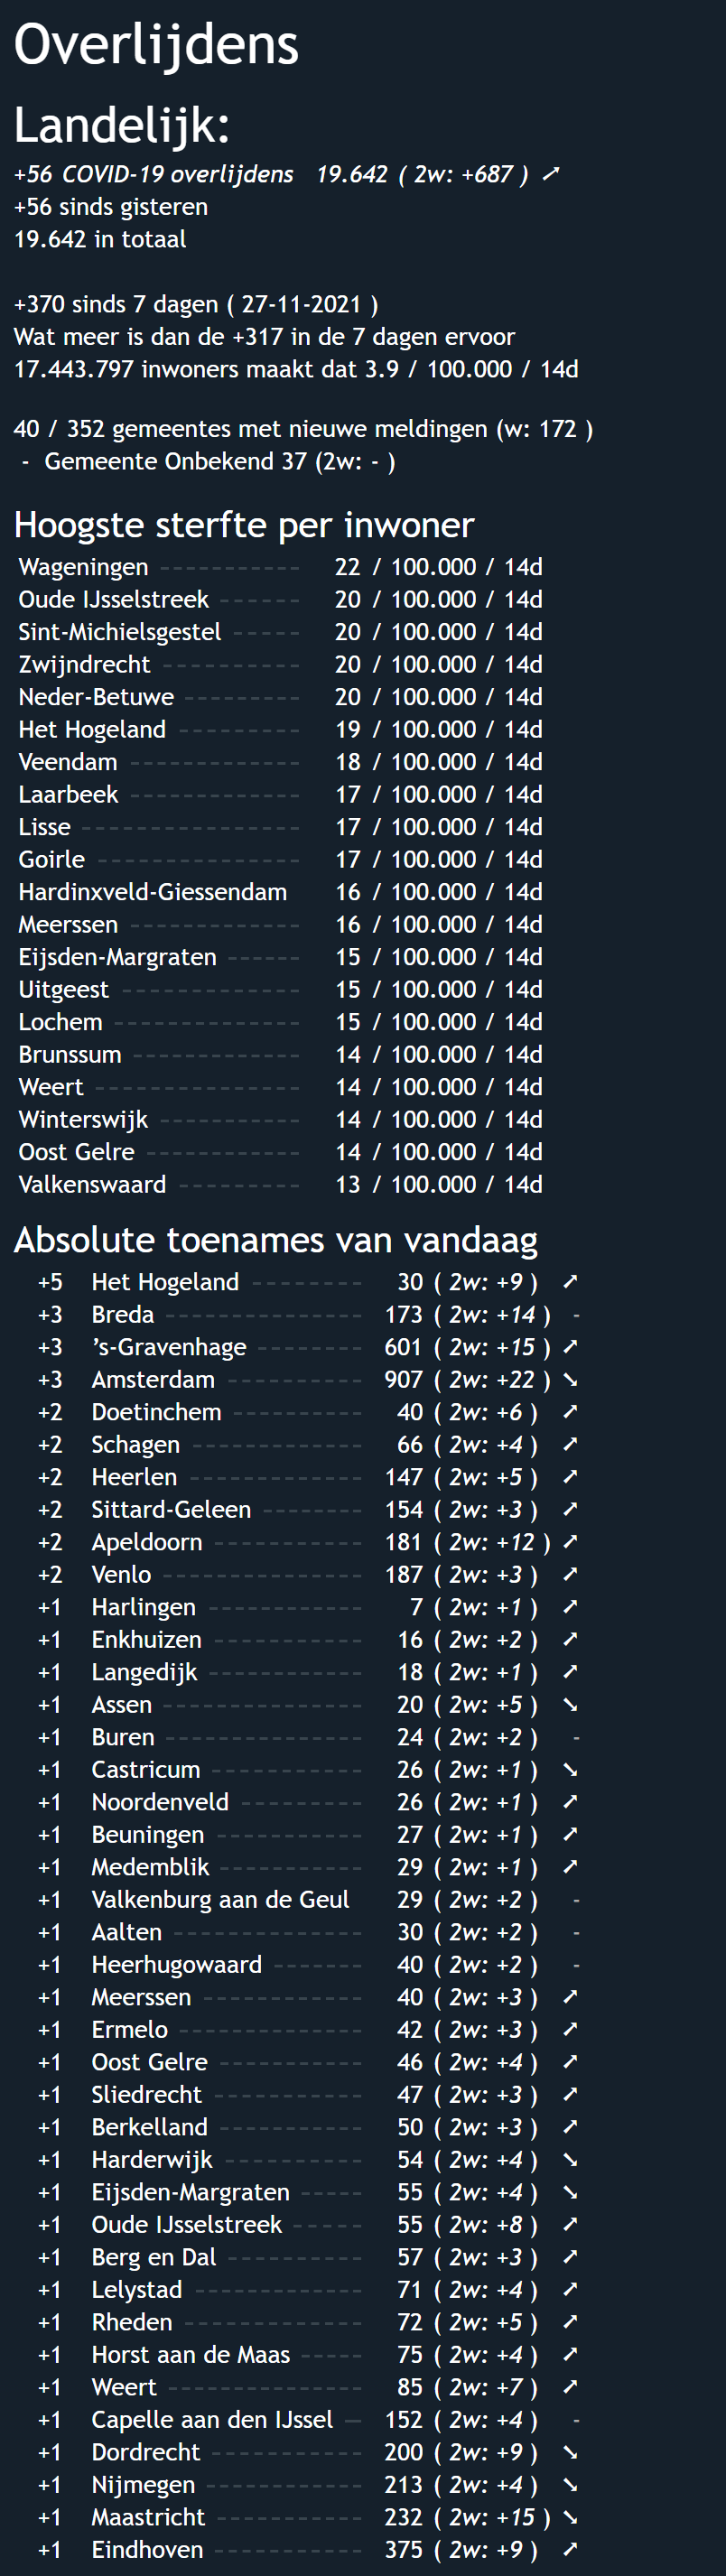 Overlijdens
Landelijk:
+56 COVID-19 overlijdens 19.642 ( 2w: +687 ) ➚
+56 sinds gisteren
19.642 in totaal
+370 sinds 7 dagen ( 27-11-2021 )
Wat meer is dan de +317 in de 7 dagen ervoor
17.443.797 inwoners maakt dat 3.9 / 100.000 / 14d
40 / 352 gemeentes met nieuwe meldingen (w: 172 )
- Gemeente Onbekend 37 (2w: - )
Hoogste sterfte per inwoner
Wageningen ----------- 22 / 100.000 / 14d
Oude IJsselstreek ------ 20 / 100.000 / 14d
Sint-Michielsgestel ----- 20 / 100.000 / 14d
Zwijndrecht ----------- 20 / 100.000 / 14d
Neder-Betuwe --------- 20 / 100.000 / 14d
Het Hogeland ---------- 19 / 100.000 / 14d
Veendam ------------- 18 / 100.000 / 14d
Laarbeek ------------- 17 / 100.000 / 14d
Lisse ----------------- 17 / 100.000 / 14d
Goirle ---------------- 17 / 100.000 / 14d
Hardinxveld-Giessendam 16 / 100.000 / 14d
Meerssen ------------- 16 / 100.000 / 14d
Eijsden-Margraten ------ 15 / 100.000 / 14d
Uitgeest -------------- 15 / 100.000 / 14d
Lochem --------------- 15 / 100.000 / 14d
Brunssum ------------- 14 / 100.000 / 14d
Weert ---------------- 14 / 100.000 / 14d
Winterswijk ----------- 14 / 100.000 / 14d
Oost Gelre ------------ 14 / 100.000 / 14d
Valkenswaard ---------- 13 / 100.000 / 14d
Absolute toenames van vandaag
+5 Het Hogeland --------- 30 ( 2w: +9 ) ➚
+3 Breda ---------------- 173 ( 2w: +14 ) -
+3 ’s-Gravenhage -------- 601 ( 2w: +15 ) ➚
+3 Amsterdam ----------- 907 ( 2w: +22 ) ➘
+2 Doetinchem ---------- 40 ( 2w: +6 ) ➚
+2 Schagen -------------- 66 ( 2w: +4 ) ➚
+2 Heerlen -------------- 147 ( 2w: +5 ) ➚
+2 Sittard-Geleen -------- 154 ( 2w: +3 ) ➚
+2 Apeldoorn ------------ 181 ( 2w: +12 ) ➚
+2 Venlo ---------------- 187 ( 2w: +3 ) ➚
+1 Harlingen ------------ 7 ( 2w: +1 ) ➚
+1 Enkhuizen ------------ 16 ( 2w: +2 ) ➚
+1 Langedijk ------------ 18 ( 2w: +1 ) ➚
+1 Assen ---------------- 20 ( 2w: +5 ) ➘
+1 Buren ---------------- 24 ( 2w: +2 ) -
+1 Castricum ------------ 26 ( 2w: +1 ) ➘
+1 Noordenveld ---------- 26 ( 2w: +1 ) ➚
+1 Beuningen ------------ 27 ( 2w: +1 ) ➚
+1 Medemblik ------------ 29 ( 2w: +1 ) ➚
+1 Valkenburg aan de Geul 29 ( 2w: +2 ) -
+1 Aalten --------------- 30 ( 2w: +2 ) -
+1 Heerhugowaard ------- 40 ( 2w: +2 ) -
+1 Meerssen ------------- 40 ( 2w: +3 ) ➚
+1 Ermelo --------------- 42 ( 2w: +3 ) ➚
+1 Oost Gelre ------------ 46 ( 2w: +4 ) ➚
+1 Sliedrecht ------------ 47 ( 2w: +3 ) ➚
+1 Berkelland ------------ 50 ( 2w: +3 ) ➚
+1 Harderwijk ----------- 54 ( 2w: +4 ) ➘
+1 Eijsden-Margraten ----- 55 ( 2w: +4 ) ➘
+1 Oude IJsselstreek ------ 55 ( 2w: +8 ) ➚
+1 Berg en Dal ----------- 57 ( 2w: +3 ) ➚
+1 Lelystad ------------- 71 ( 2w: +4 ) ➚
+1 Rheden -------------- 72 ( 2w: +5 ) ➚
+1 Horst aan de Maas ----- 75 ( 2w: +4 ) ➚
+1 Weert ---------------- 85 ( 2w: +7 ) ➚
+1 Capelle aan den IJssel -- 152 ( 2w: +4 ) -
+1 Dordrecht ------------ 200 ( 2w: +9 ) ➘
+1 Nijmegen ------------- 213 ( 2w: +4 ) ➘
+1 Maastricht ------------ 232 ( 2w: +15 ) ➘
+1 Eindhoven ------------ 375 ( 2w: +9 ) ➚